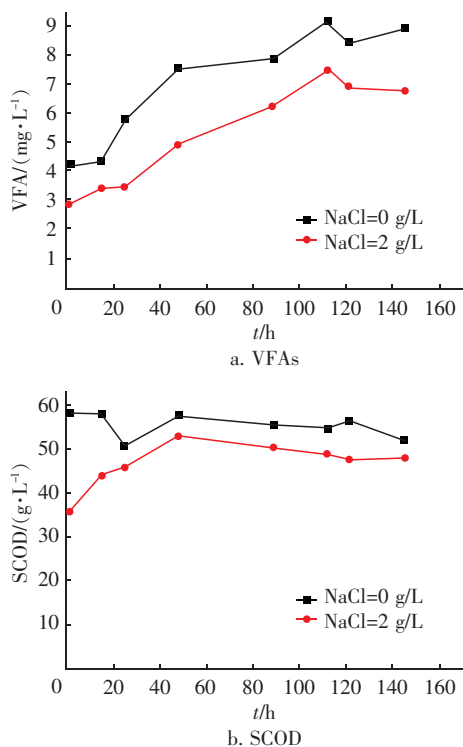 9
8
7
6
5
4
3
2
1
VFA/(mg·L⁻¹)
NaCl=0 g/L
NaCl=2 g/L
0 20 40 60 80 100 120 140 160
t/h
a. VFAs
60
50
40
30
20
10
SCOD/(g·L⁻¹)
NaCl=0 g/L
NaCl=2 g/L
0 20 40 60 80 100 120 140 160
t/h
b. SCOD